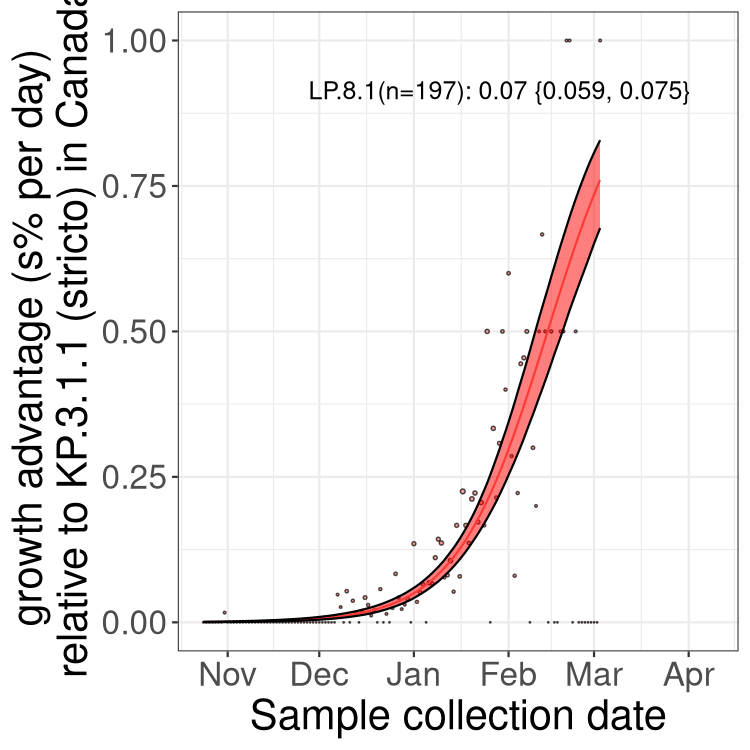 growth advantage (s% per day)
relative to KP.3.1.1 (stricto) in Canada
1.00
0.75
0.50
0.25
0.00
LP.8.1(n=197): 0.07 {0.059, 0.075}
Nov Dec Jan Feb Mar Apr
Sample collection date